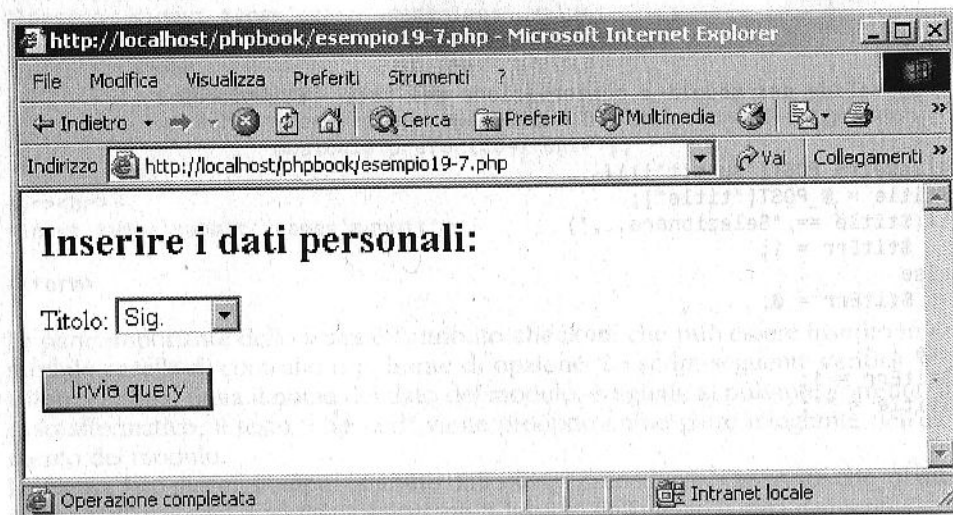 http://localhost/phpbook/esempio19-7.php - Microsoft Internet Explorer
File Modifica Visualizza Preferiti Strumenti ?
Indietro Cerca Preferiti Multimedia »
Indirizzo http://localhost/phpbook/esempio19-7.php Vai Collegamenti »
Inserire i dati personali:
Titolo: Sig.
Invia query
Operazione completata Intranet locale